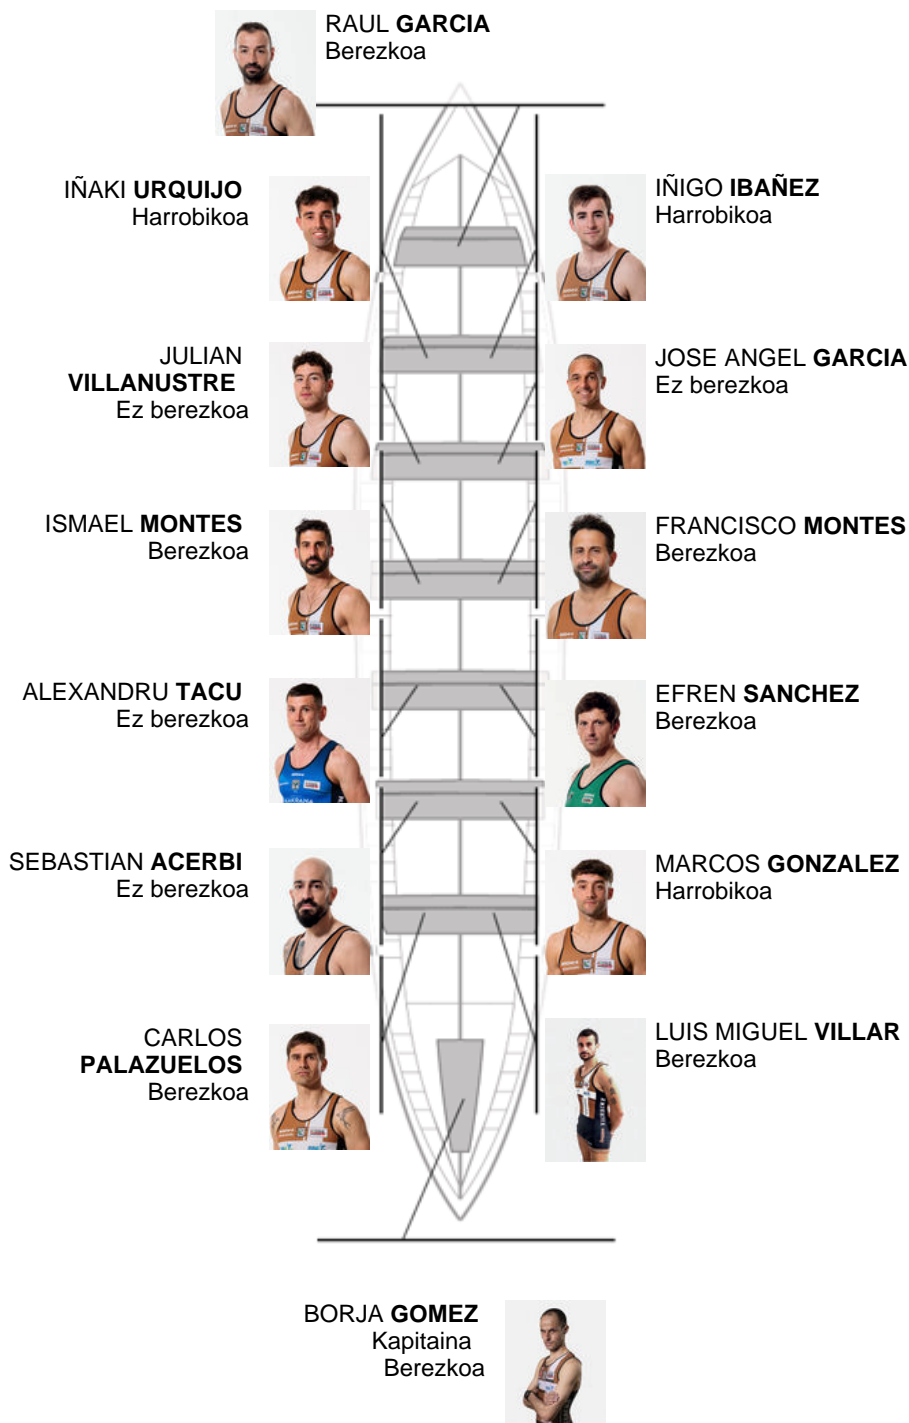 RAUL GARCIA
Berezkoa
IÑAKI URQUIJO
Harrobikoa
IÑIGO IBAÑEZ
Harrobikoa
JULIAN
VILLANUSTRE
Ez berezkoa
JOSE ANGEL GARCIA
Ez berezkoa
ISMAEL MONTES
Berezkoa
FRANCISCO MONTES
Berezkoa
ALEXANDRU TACU
Ez berezkoa
EFREN SANCHEZ
Berezkoa
SEBASTIAN ACERBI
Ez berezkoa
MARCOS GONZALEZ
Harrobikoa
CARLOS
PALAZUELOS
Berezkoa
LUIS MIGUEL VILLAR
Berezkoa
BORJA GOMEZ
Kapitaina
Berezkoa